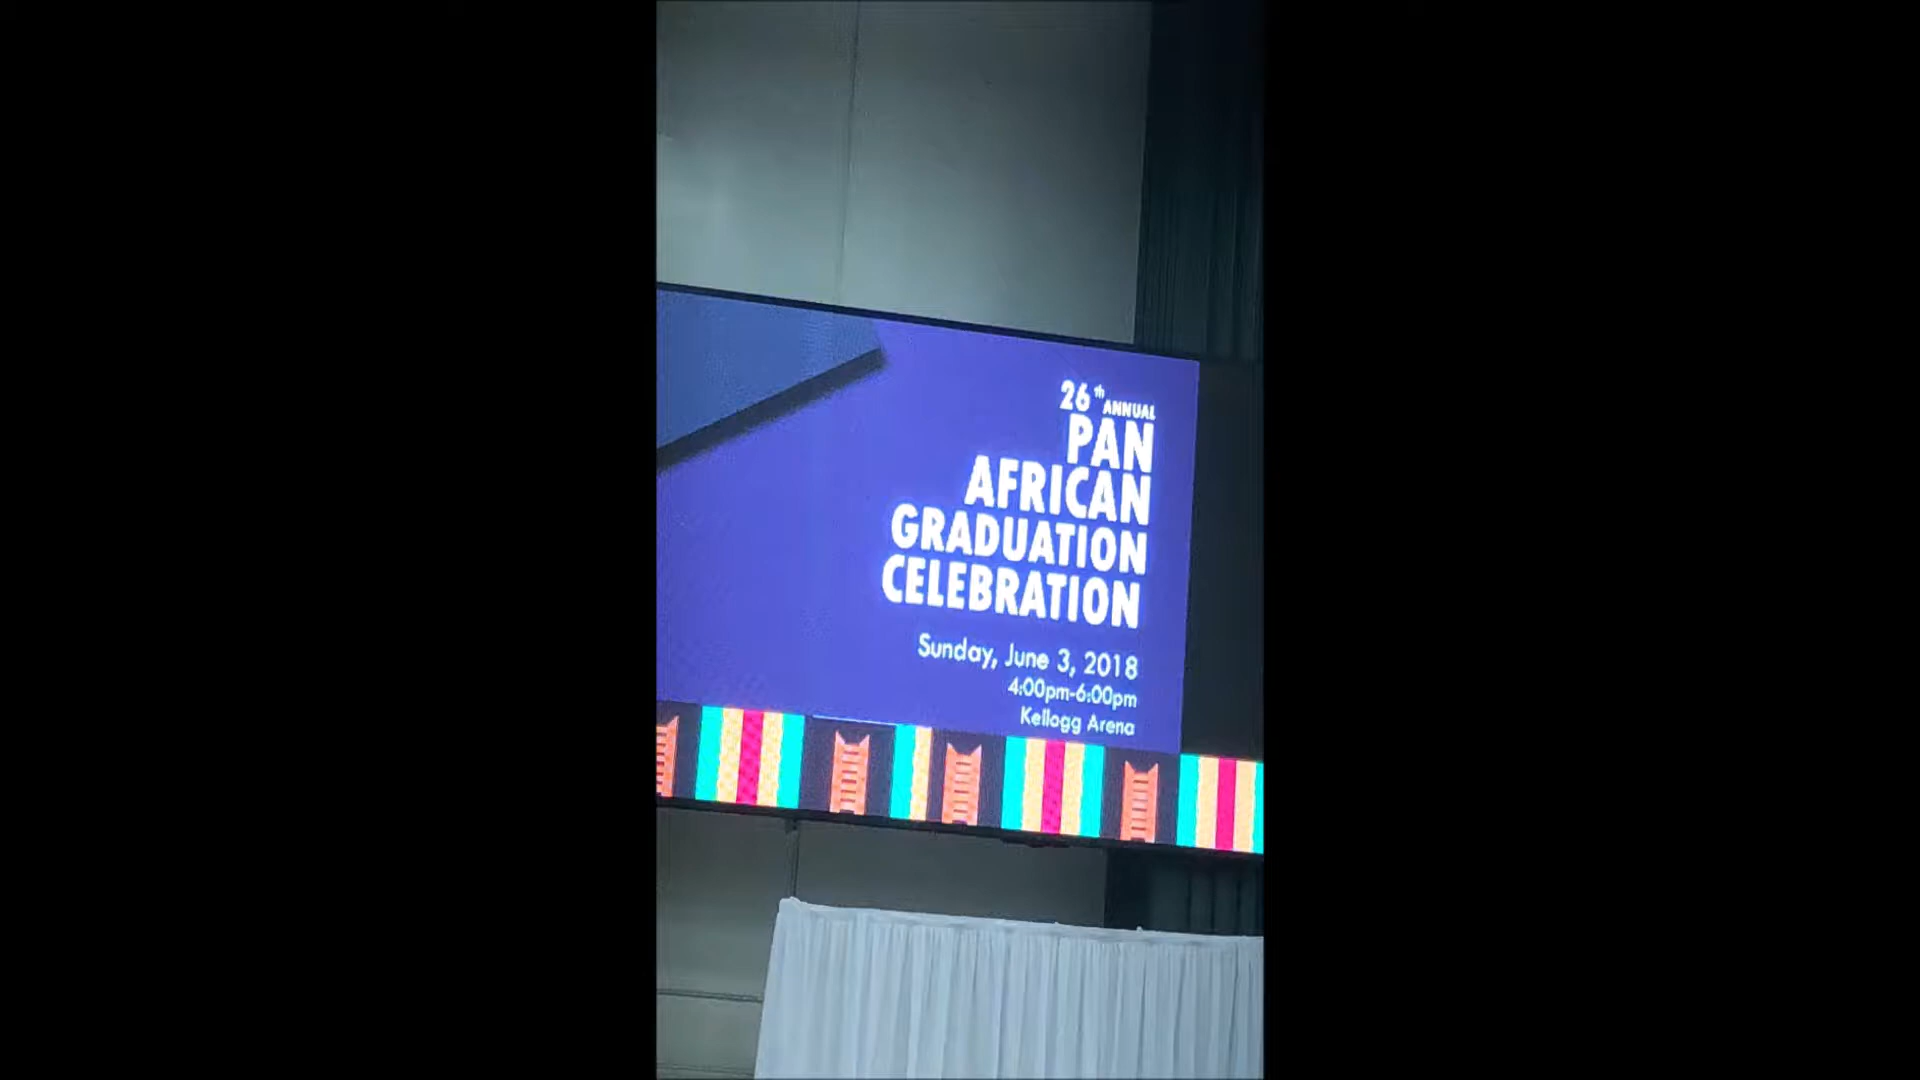 26th ANNUAL
PAN
AFRICAN
GRADUATION
CELEBRATION
Sunday, June 3, 2018
4:00pm-6:00pm
Kellogg Arena